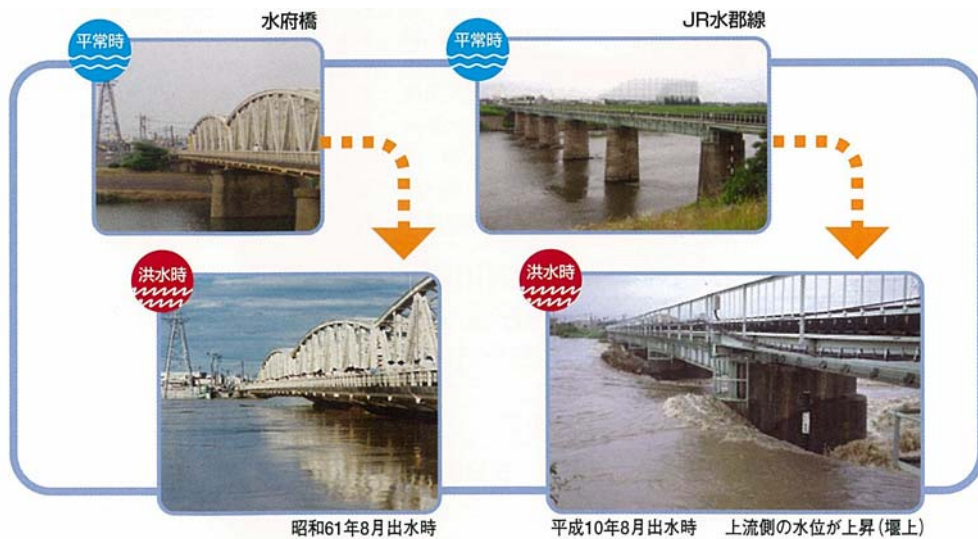 水府橋
平常時
洪水時
昭和61年8月出水時
JR水郡線
平常時
洪水時
平成10年8月出水時 上流側の水位が上昇(堰上)